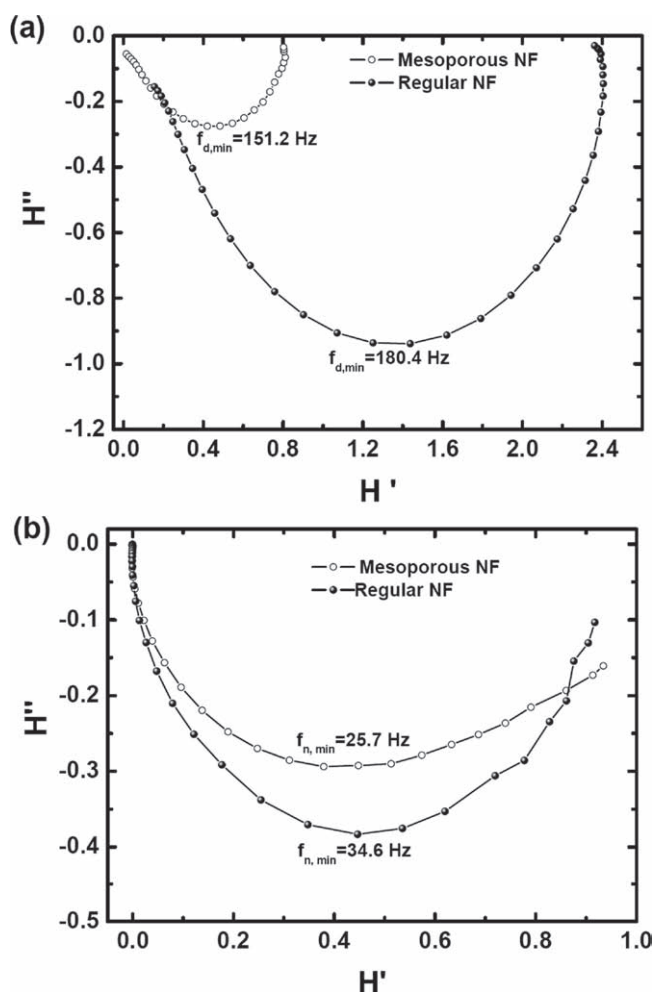 (a)
0.0
-0.2
-0.4
-0.6
-0.8
-1.0
-1.2
H"
Mesoporous NF
Regular NF
f_d,min=151.2 Hz
f_d,min=180.4 Hz
0.0 0.4 0.8 1.2 1.6 2.0 2.4
H '
(b)
0.0
-0.1
-0.2
-0.3
-0.4
-0.5
H"
Mesoporous NF
Regular NF
f_n, min=25.7 Hz
f_n, min=34.6 Hz
0.0 0.2 0.4 0.6 0.8 1.0
H'